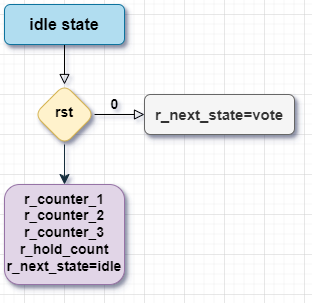 idle state
rst
0
r_next_state=vote
r_counter_1
r_counter_2
r_counter_3
r_hold_count
r_next_state=idle